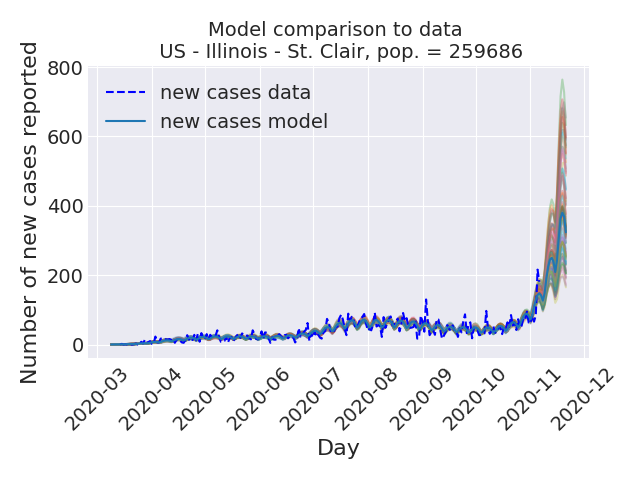 Model comparison to data
US - Illinois - St. Clair, pop. = 259686
Number of new cases reported
800
600
400
200
0
new cases data
new cases model
2020-03
2020-04
2020-05
2020-06
2020-07
2020-08
2020-09
2020-10
2020-11
2020-12
Day